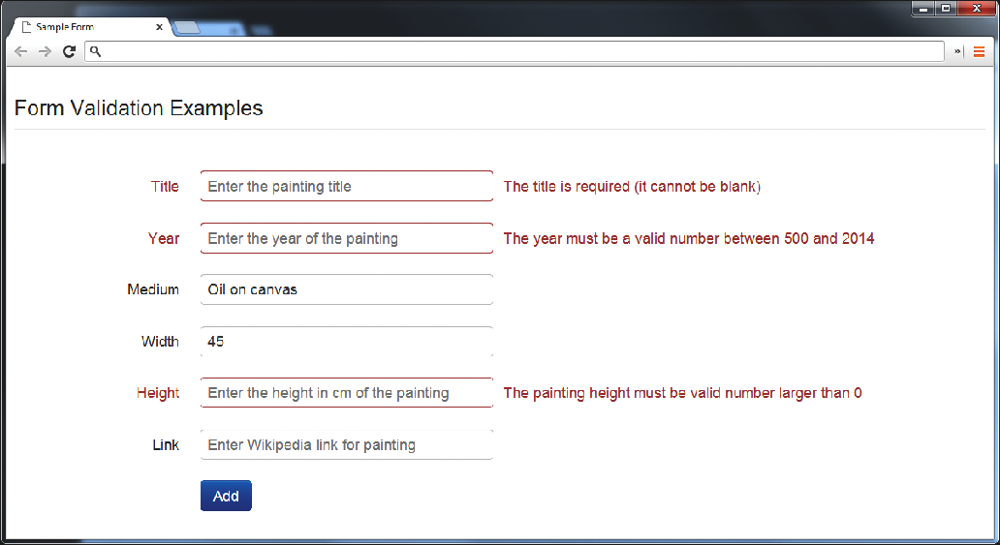 Sample Form
Form Validation Examples
Title Enter the painting title The title is required (it cannot be blank)
Year Enter the year of the painting The year must be a valid number between 500 and 2014
Medium Oil on canvas
Width 45
Height Enter the height in cm of the painting The painting height must be valid number larger than 0
Link Enter Wikipedia link for painting
Add